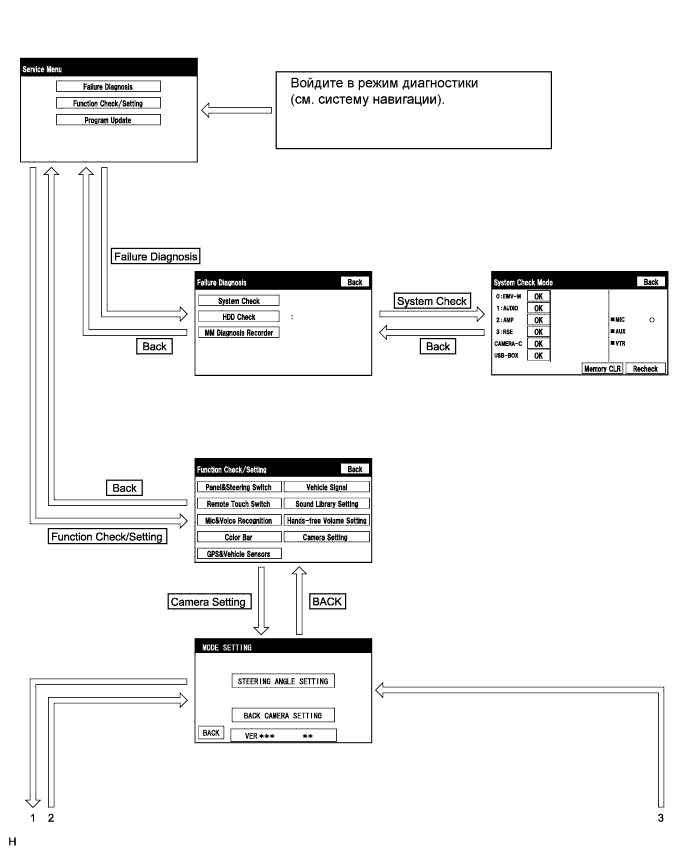 Service Menu
Failure Diagnosis
Function Check/Setting
Program Update
Войдите в режим диагностики
(см. систему навигации).
Failure Diagnosis
Failure Diagnosis Back
System Check
HDD Check :
MM Diagnosis Recorder
System Check
Back
Back
System Check Mode Back
0:EMV-M OK
1:AUDIO OK
2:AMP OK ■MIC ○
3:RSE OK ■AUX
CAMERA-C OK ■VTR
USB-BOX OK
Memory CLR Recheck
Function Check/Setting Back
Panel&Steering Switch Vehicle Signal
Remote Touch Switch Sound Library Setting
Mic&Voice Recognition Hands-free Volume Setting
Color Bar Camera Setting
GPS&Vehicle Sensors
Back
Function Check/Setting
Camera Setting
BACK
MODE SETTING
STEERING ANGLE SETTING
BACK CAMERA SETTING
BACK VER*** **
1 2 3
H